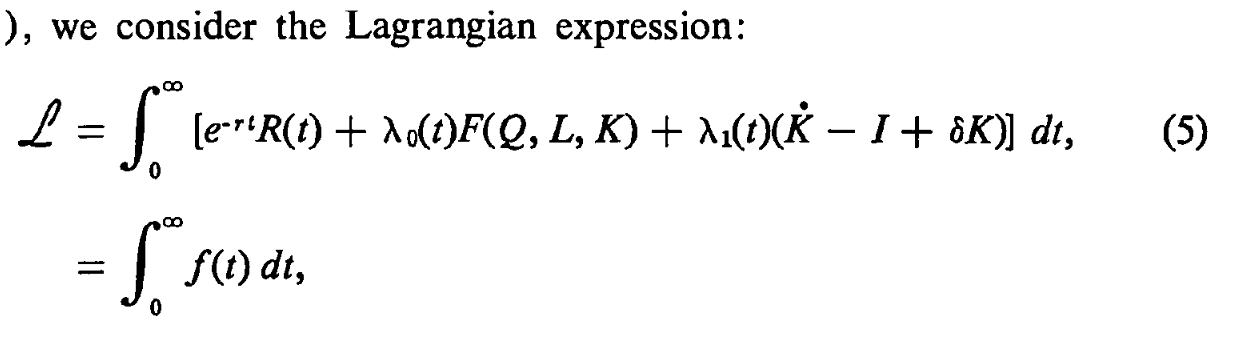 ), we consider the Lagrangian expression:
ℒ = ∫₀^∞ [e^{-rt}R(t) + λ₀(t)F(Q, L, K) + λ₁(t)(K̇ − I + δK)] dt, (5)
= ∫₀^∞ f(t) dt,